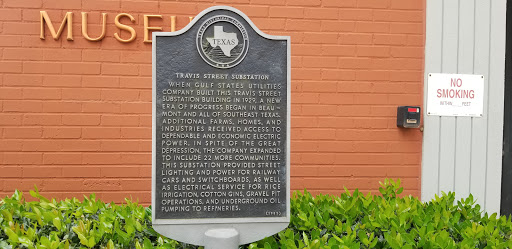 MUSEU
TEXAS
TRAVIS STREET SUBSTATION
WHEN GULF STATES UTILITIES
COMPANY BUILT THIS TRAVIS STREET
SUBSTATION BUILDING IN 1929, A NEW
ERA OF PROGRESS BEGAN IN BEAU-
MONT AND ALL OF SOUTHEAST TEXAS.
ADDITIONAL FARMS, HOMES, AND
INDUSTRIES RECEIVED ACCESS TO
DEPENDABLE AND ECONOMIC ELECTRIC
POWER. IN SPITE OF THE GREAT
DEPRESSION, THE COMPANY EXPANDED
TO INCLUDE 22 MORE COMMUNITIES.
THIS SUBSTATION PROVIDED STREET
LIGHTING AND POWER FOR RAILWAY
CARS AND SWITCHBOARDS, AS WELL
AS ELECTRICAL SERVICE FOR RICE
IRRIGATION, COTTON GINS, GRAVEL PIT
OPERATIONS, AND UNDERGROUND OIL
PUMPING TO REFINERIES.
NO
SMOKING